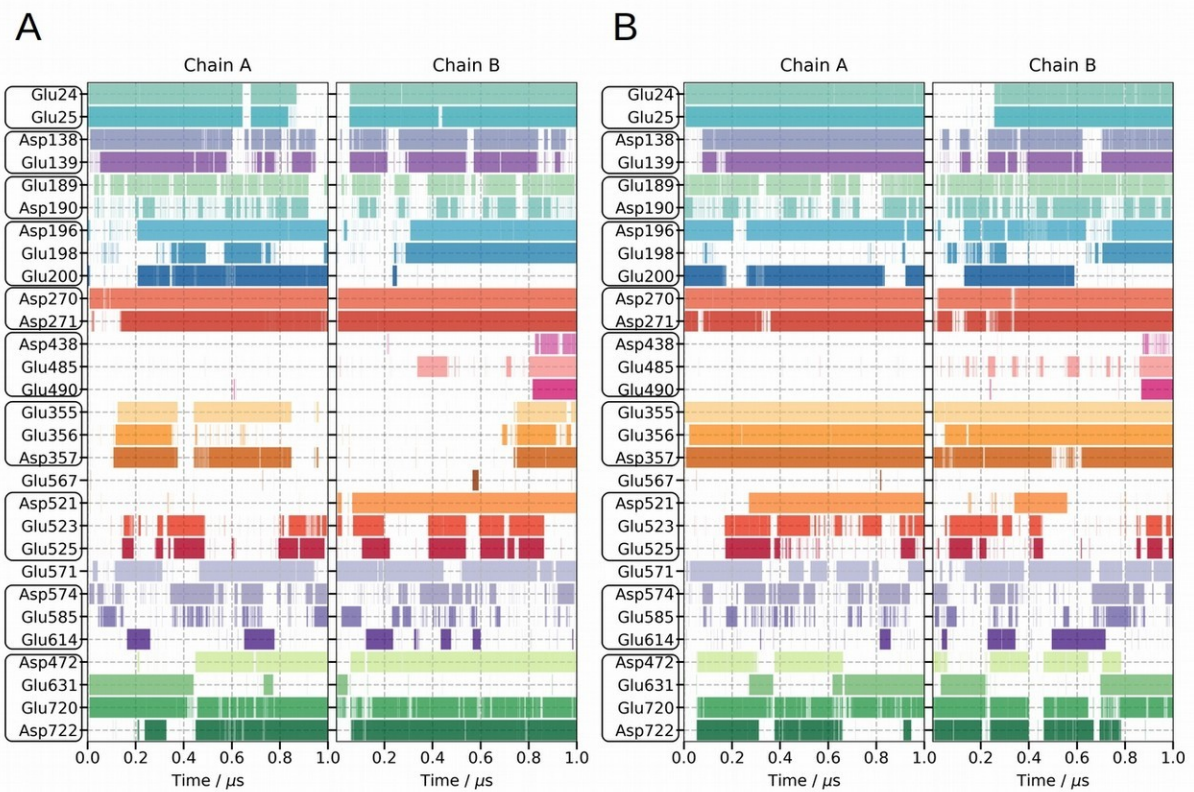 A
B
Chain A
Chain B
Chain A
Chain B
Glu24
Glu25
Asp138
Glu139
Glu189
Asp190
Asp196
Glu198
Glu200
Asp270
Asp271
Asp438
Glu485
Glu490
Glu355
Glu356
Asp357
Glu567
Asp521
Glu523
Glu525
Glu571
Asp574
Glu585
Glu614
Asp472
Glu631
Glu720
Asp722
0.0 0.2 0.4 0.6 0.8 1.0
Time / μs
0.2 0.4 0.6 0.8 1.0
Time / μs
Glu24
Glu25
Asp138
Glu139
Glu189
Asp190
Asp196
Glu198
Glu200
Asp270
Asp271
Asp438
Glu485
Glu490
Glu355
Glu356
Asp357
Glu567
Asp521
Glu523
Glu525
Glu571
Asp574
Glu585
Glu614
Asp472
Glu631
Glu720
Asp722
0.0 0.2 0.4 0.6 0.8 1.0
Time / μs
0.2 0.4 0.6 0.8 1.0
Time / μs